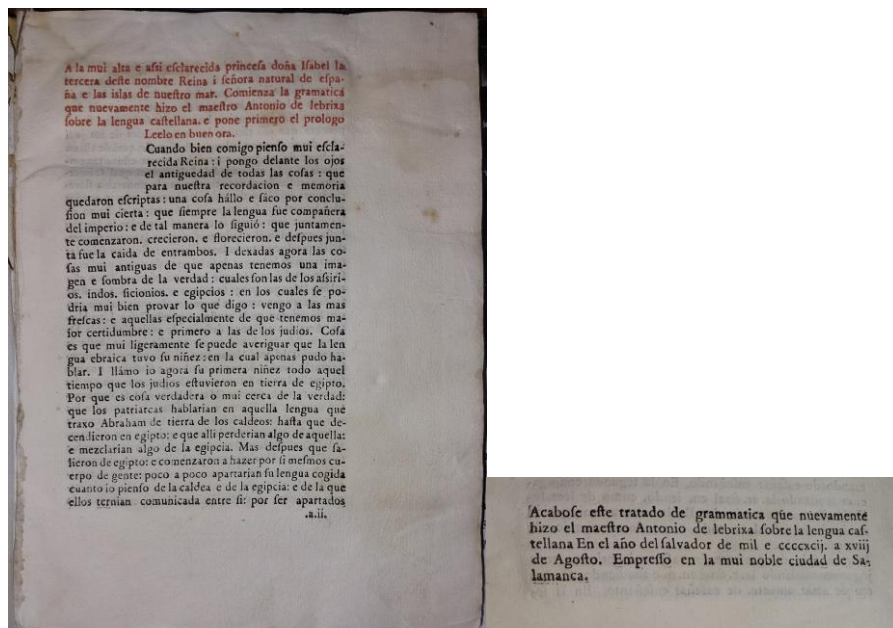 A la mui alta e assi esclarecida princesa doña Isabel la
tercera deste nombre Reina i señora natural de espa-
ña e las islas de nuestro mar. Comienza la gramatica
que nuevamente hizo el maestro Antonio de lebrixa
sobre la lengua castellana. e pone primero el prologo
Leelo en buen ora.
Cuando bien comigo pienso mui escla-
recida Reina : i pongo delante los ojos
el antiguedad de todas las cosas : que
para nuestra recordacion e memoria
quedaron escriptas : una cosa hállo e saco por conclu-
sion mui cierta : que siempre la lengua fue compañera
del imperio : e de tal manera lo siguió : que juntamen-
te comenzaron. crecieron. e florecieron. e despues jun-
ta fue la caida de entrambos. I dexadas agora las co-
sas mui antiguas de que apenas tenemos una ima-
gen e sombra de la verdad : cuales son las de los assiri-
os. indos. sicionios. e egipcios : en los cuales se po-
dria mui bien provar lo que digo : vengo a las mas
frescas : e aquellas especialmente de que tenemos ma-
ior certidumbre : e primero a las de los judios. Cosa
es que mui ligeramente se puede averiguar que la len
gua ebraica tuvo su niñez : en la cual apenas pudo ha-
blar. I llámo io agora su primera niñez todo aquel
tiempo que los judios estuvieron en tierra de egipto.
Por que es cosa verdadera o mui cerca de la verdad:
que los patriarcas hablarian en aquella lengua que
traxo Abraham de tierra de los caldeos: hasta que de-
cendieron en egipto: e que alli perderian algo de aquella:
e mezclarian algo de la egipcia. Mas despues que sa-
lieron de egipto: e comenzaron a hazer por si mesmos cu-
erpo de gente: poco a poco apartarian su lengua cogida
cuanto io pienso de la caldea e de la egipcia: e de la que
ellos ternian comunicada entre si: por ser apartados
.a.ii.
Acabose este tratado de grammatica que nuevamente
hizo el maestro Antonio de lebrixa sobre la lengua cas-
tellana En el año del salvador de mil e ccccxcij. a xviij
de Agosto. Empresso en la mui noble ciudad de Sa-
lamanca.